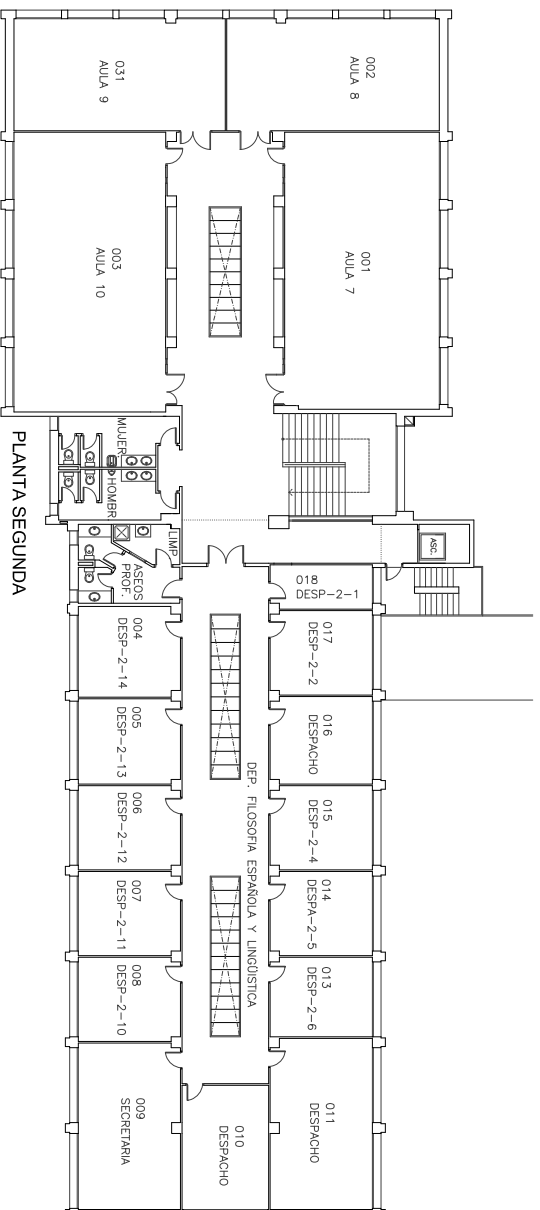 002
AULA 8
031
AULA 9
001
AULA 7
003
AULA 10
MUJER.
HOMBR
LIMP
ASEOS
PROF.
ASC.
018
DESP-2-1
017
DESP-2-2
016
DESPACHO
015
DESP-2-4
014
DESPA-2-5
013
DESP-2-6
011
DESPACHO
010
DESPACHO
009
SECRETARIA
008
DESP-2-10
007
DESP-2-11
006
DESP-2-12
005
DESP-2-13
004
DESP-2-14
DEP. FILOSOFIA ESPAÑOLA Y LINGÜISTICA
PLANTA SEGUNDA